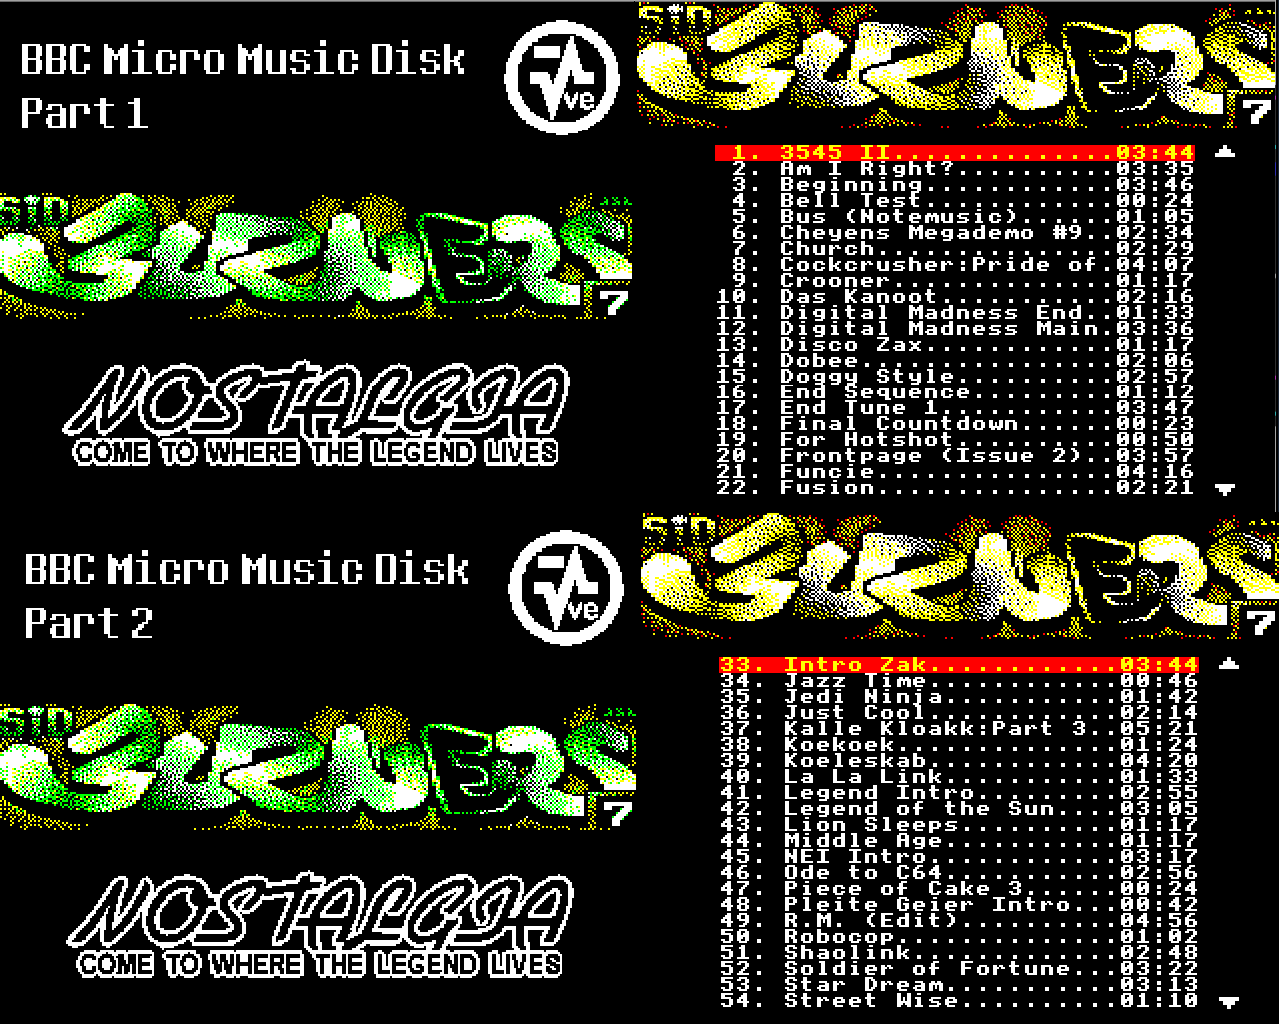 BBC Micro Music Disk
Part 1
ve
SiD
7
NOSTALGIA
COME TO WHERE THE LEGEND LIVES
SiD
7
1. 3545 II.............03:44
2. Am I Right?.........03:35
3. Beginning...........03:46
4. Bell Test...........00:24
5. Bus (Notemusic).....01:05
6. Cheyens Megademo #9..02:34
7. Church..............02:29
8. Cockcrusher:Pride of.04:07
9. Crooner.............01:17
10. Das Kanoot..........02:16
11. Digital Madness End..01:33
12. Digital Madness Main.03:36
13. Disco Zax...........01:17
14. Dobee...............02:06
15. Doggy Style.........02:57
16. End Sequence........01:12
17. End Tune 1..........03:47
18. Final Countdown.....00:23
19. For Hotshot.........00:50
20. Frontpage (Issue 2)..03:57
21. Funcie..............04:16
22. Fusion..............02:21
BBC Micro Music Disk
Part 2
ve
SiD
7
NOSTALGIA
COME TO WHERE THE LEGEND LIVES
SiD
7
33. Intro Zak...........03:44
34. Jazz Time...........00:46
35. Jedi Ninja..........01:42
36. Just Cool...........02:14
37. Kalle Kloakk:Part 3..05:21
38. Koekoek.............01:24
39. Koeleskab...........04:20
40. La La Link..........01:33
41. Legend Intro........02:55
42. Legend of the Sun...03:05
43. Lion Sleeps.........01:17
44. Middle Age..........01:17
45. NEI Intro...........03:17
46. Ode to C64..........02:56
47. Piece of Cake 3.....00:24
48. Pleite Geier Intro...00:42
49. R.M. (Edit).........04:56
50. Robocop.............01:02
51. Shaolink............02:48
52. Soldier of Fortune...03:22
53. Star Dream..........03:13
54. Street Wise.........01:10